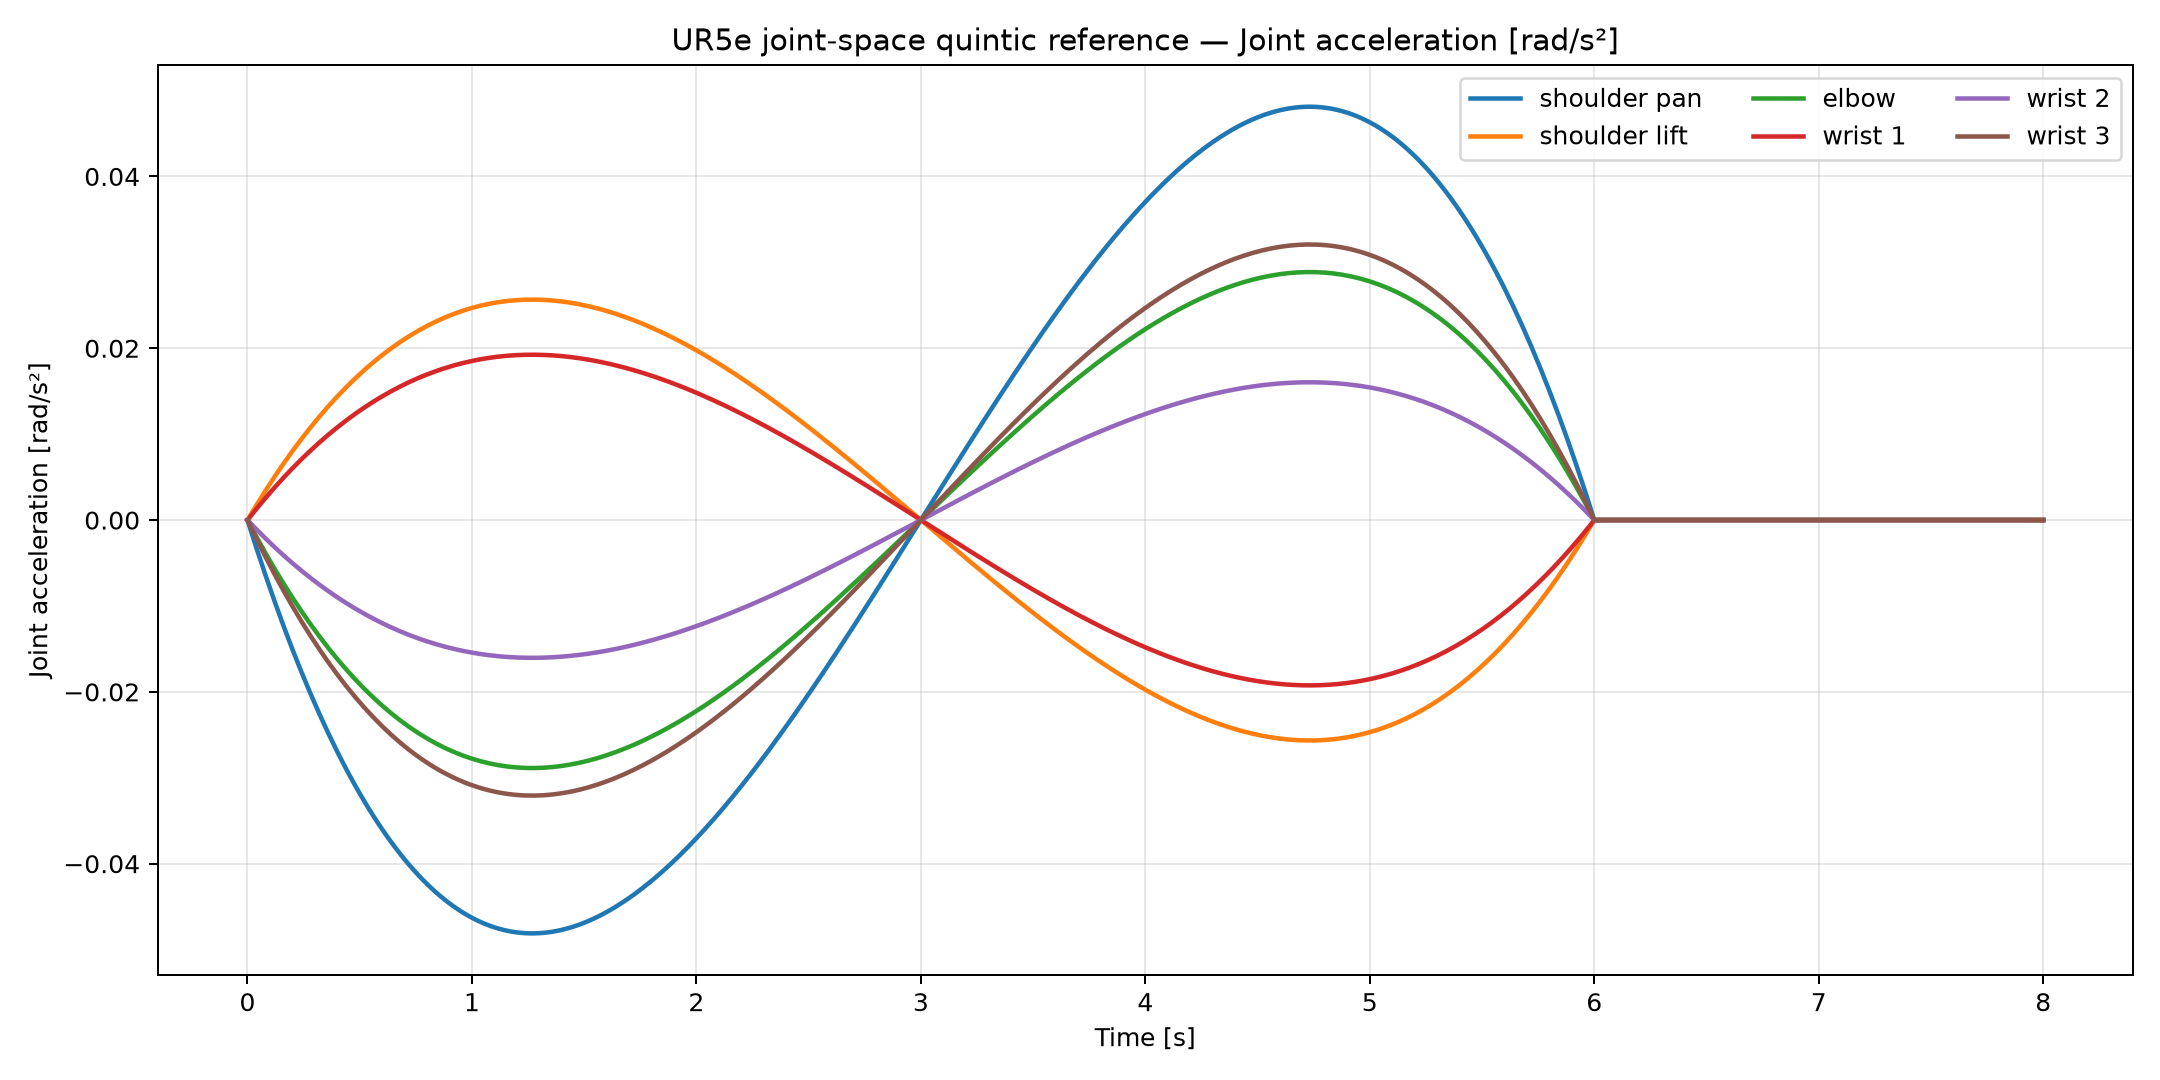 UR5e joint-space quintic reference — Joint acceleration [rad/s²]
shoulder pan
shoulder lift
elbow
wrist 1
wrist 2
wrist 3
Joint acceleration [rad/s²]
0.04
0.02
0.00
−0.02
−0.04
0 1 2 3 4 5 6 7 8
Time [s]